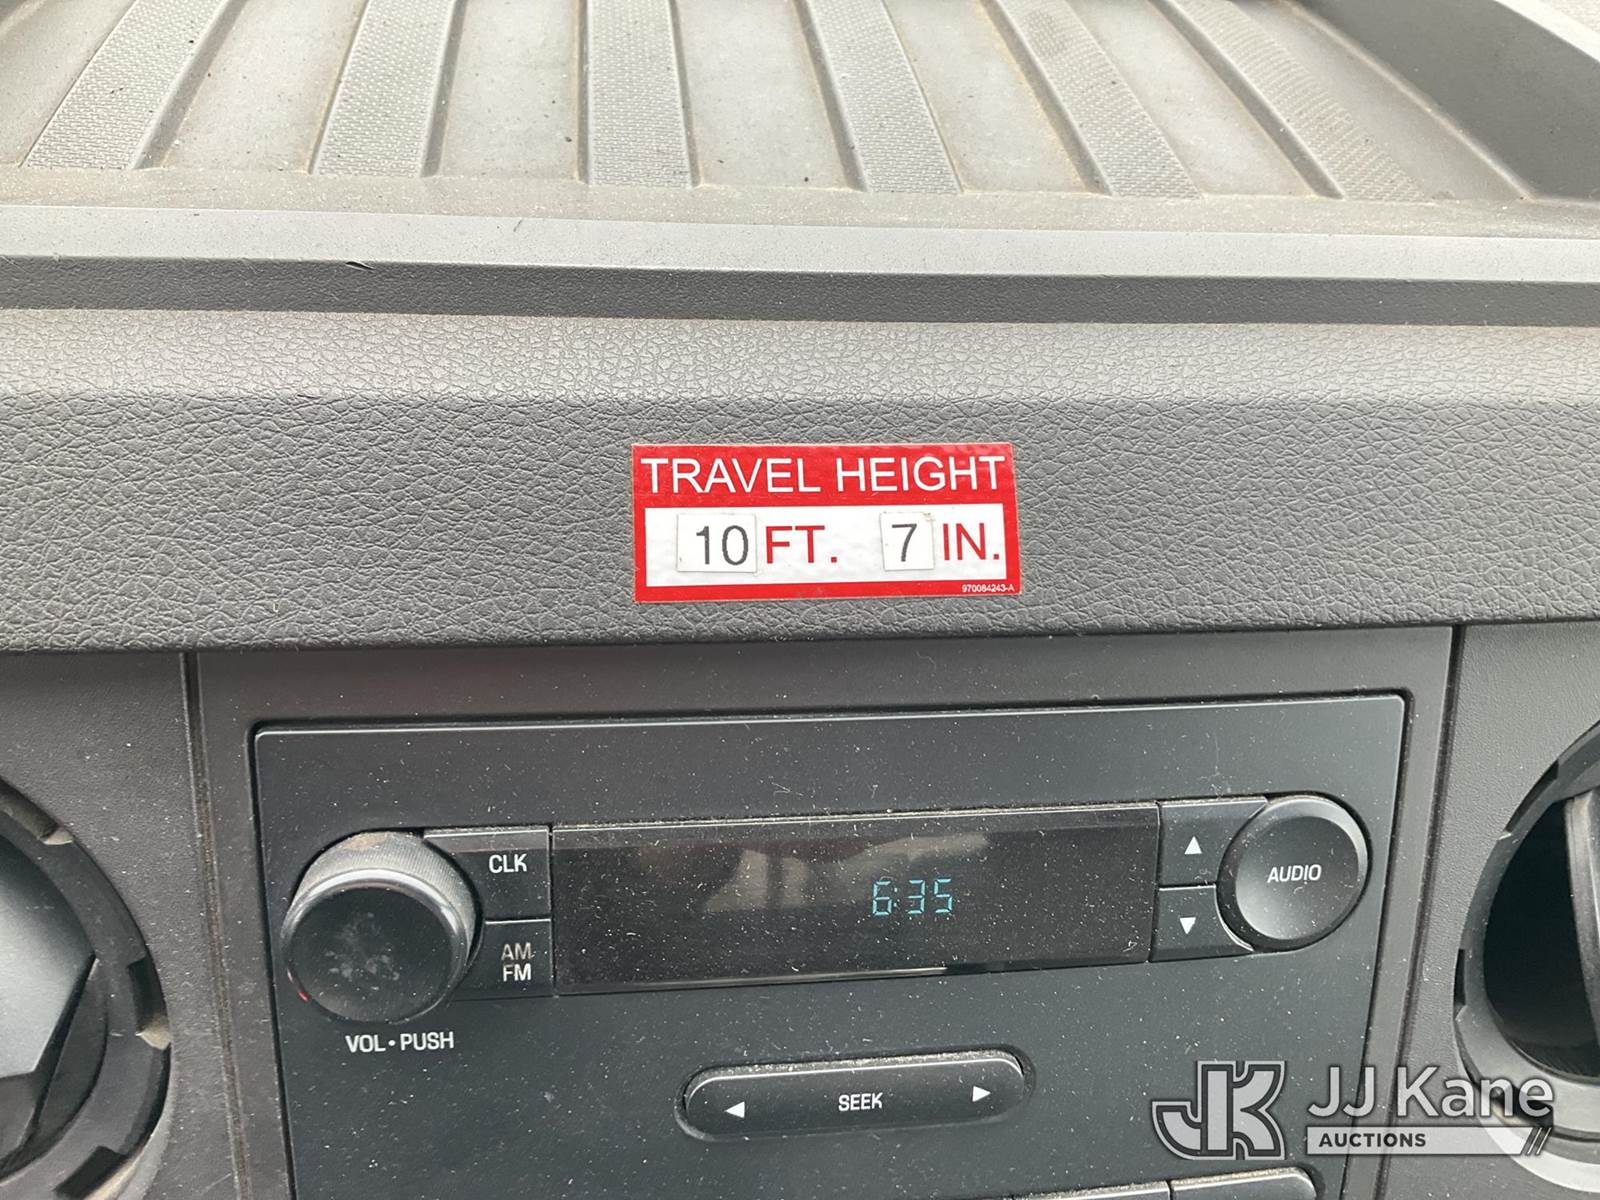 TRAVEL HEIGHT
10 FT. 7 IN.
970084243-A
CLK
6:35
AUDIO
AM
FM
VOL • PUSH
SEEK
JK JJ Kane
AUCTIONS